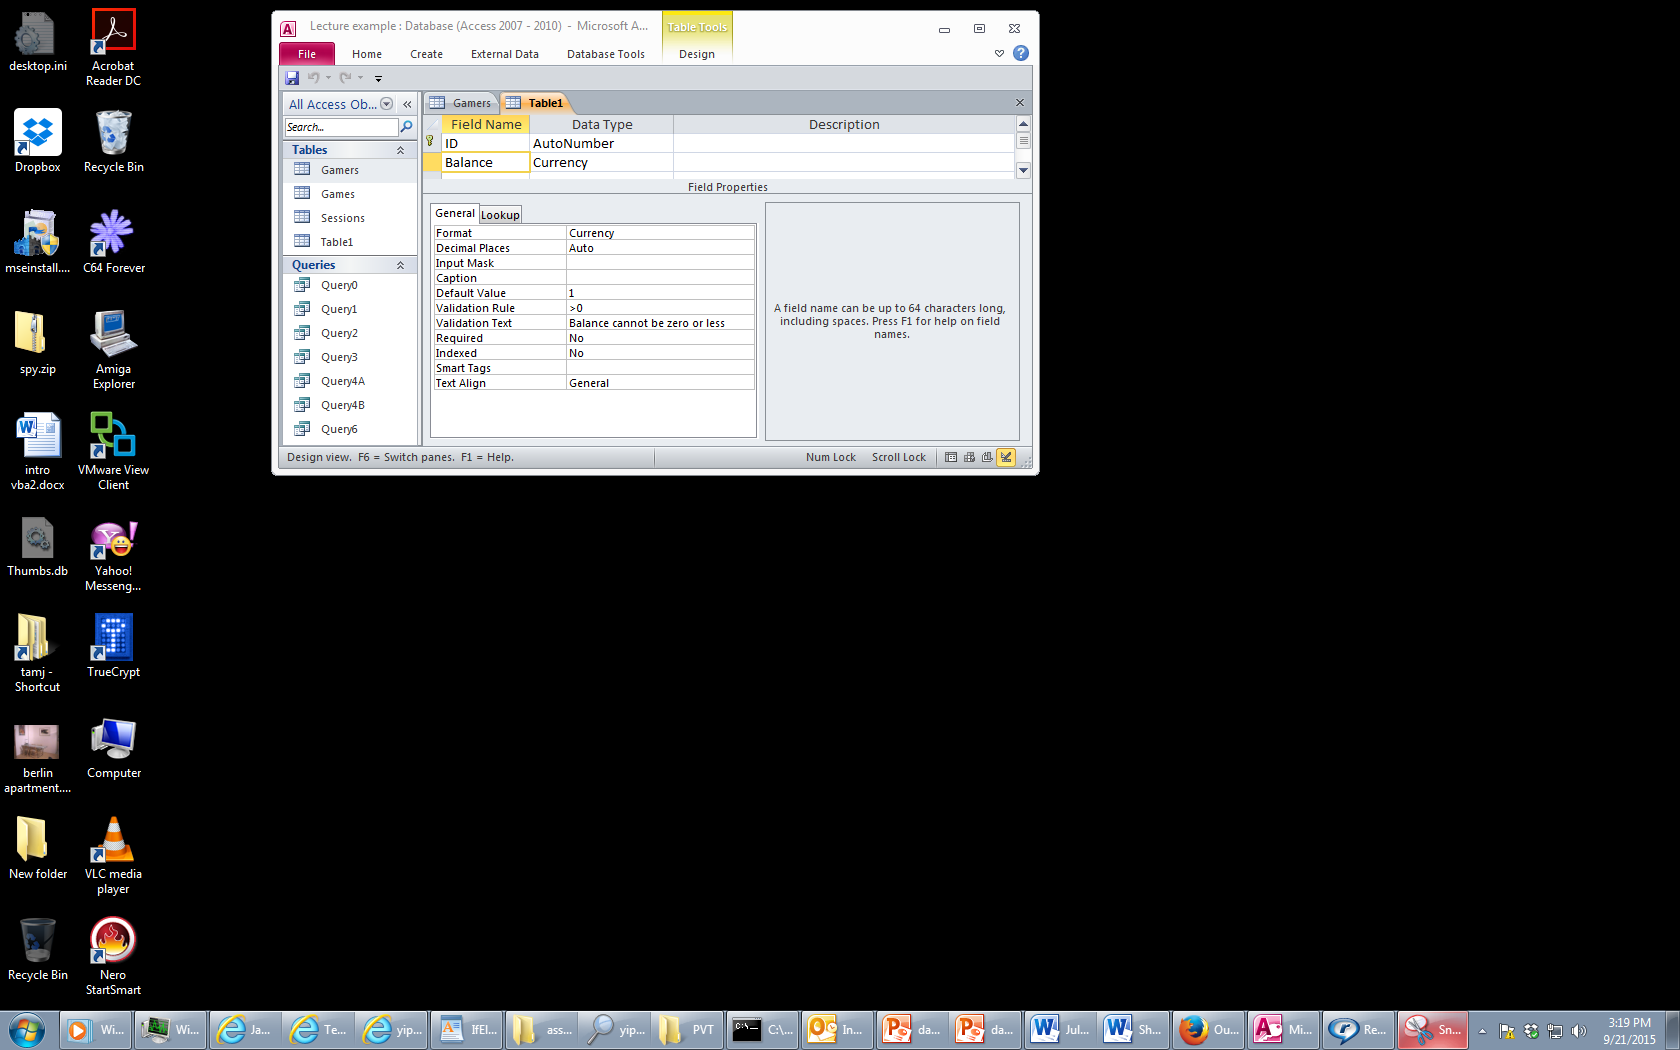 desktop.ini
Acrobat
Reader DC
Dropbox
Recycle Bin
mseinstall....
C64 Forever
spy.zip
Amiga
Explorer
intro
vba2.docx
VMware View
Client
Thumbs.db
Yahoo!
Messeng...
tamj -
Shortcut
TrueCrypt
berlin
apartment....
Computer
New folder
VLC media
player
Recycle Bin
Nero
StartSmart
Lecture example : Database (Access 2007 - 2010) - Microsoft A...
Table Tools
File
Home
Create
External Data
Database Tools
Design
All Access Ob...
Search...
Tables
Gamers
Games
Sessions
Table1
Queries
Query0
Query1
Query2
Query3
Query4A
Query4B
Query6
Gamers
Table1
Field Name Data Type Description
ID AutoNumber
Balance Currency
Field Properties
General Lookup
Format Currency
Decimal Places Auto
Input Mask
Caption
Default Value 1
Validation Rule >0
Validation Text Balance cannot be zero or less
Required No
Indexed No
Smart Tags
Text Align General
A field name can be up to 64 characters long,
including spaces. Press F1 for help on field
names.
Design view. F6 = Switch panes. F1 = Help.
Num Lock
Scroll Lock
Wi...
Wi...
Ja...
Te...
yip...
IfEl...
ass...
yip...
PVT
C:\...
In...
da...
da...
Jul...
Sh...
Ou...
Mi...
Re...
Sn...
3:19 PM
9/21/2015